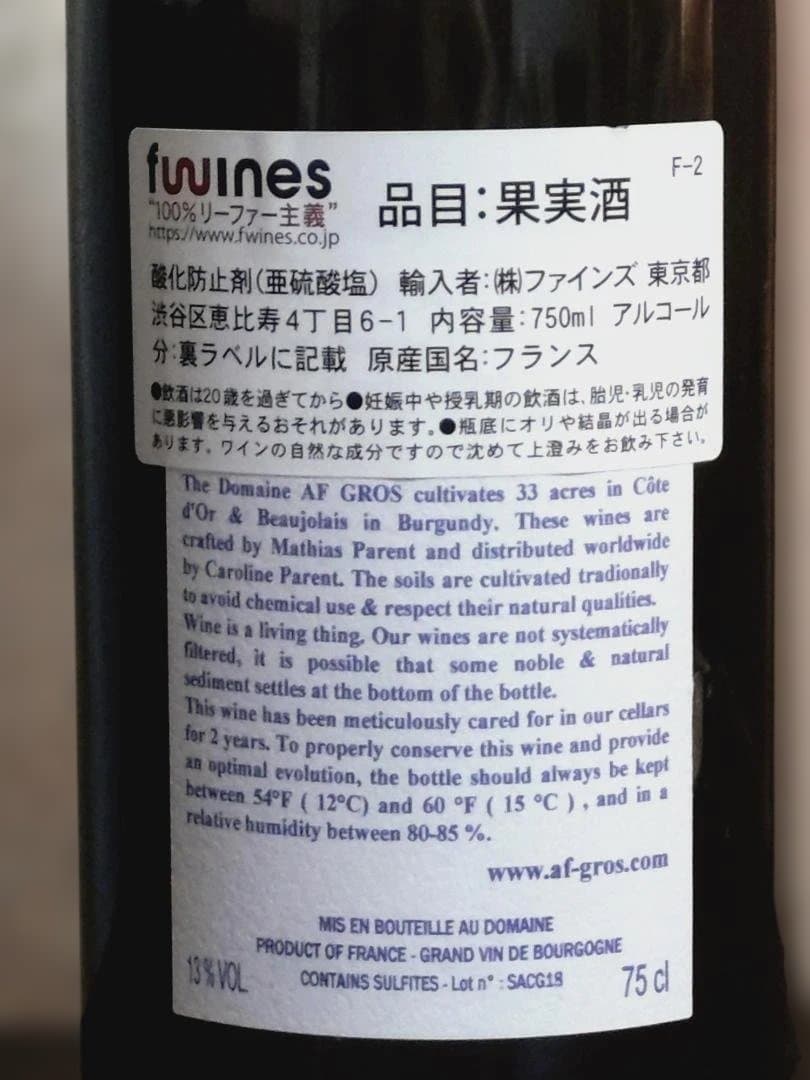 fwines
F-2
"100%リーファー主義"
品目：果実酒
https://www.fwines.co.jp
酸化防止剤（亜硫酸塩） 輸入者：㈱ファインズ 東京都
渋谷区恵比寿4丁目6-1 内容量：750ml アルコール
分：裏ラベルに記載 原産国名：フランス
●飲酒は20歳を過ぎてから●妊娠中や授乳期の飲酒は、胎児・乳児の発育
に悪影響を与えるおそれがあります。●瓶底にオリや結晶が出る場合が
あります。ワインの自然な成分ですので沈めて上澄みをお飲み下さい。
The Domaine AF GROS cultivates 33 acres in Côte
d'Or & Beaujolais in Burgundy. These wines are
crafted by Mathias Parent and distributed worldwide
by Caroline Parent. The soils are cultivated tradionally
to avoid chemical use & respect their natural qualities.
Wine is a living thing. Our wines are not systematically
filtered, it is possible that some noble & natural
sediment settles at the bottom of the bottle.
This wine has been meticulously cared for in our cellars
for 2 years. To properly conserve this wine and provide
an optimal evolution, the bottle should always be kept
between 54°F ( 12°C) and 60 °F ( 15 °C ) , and in a
relative humidity between 80-85 %.
www.af-gros.com
MIS EN BOUTEILLE AU DOMAINE
PRODUCT OF FRANCE - GRAND VIN DE BOURGOGNE
13 % VOL. CONTAINS SULFITES - Lot n° : SACG18 75 cl